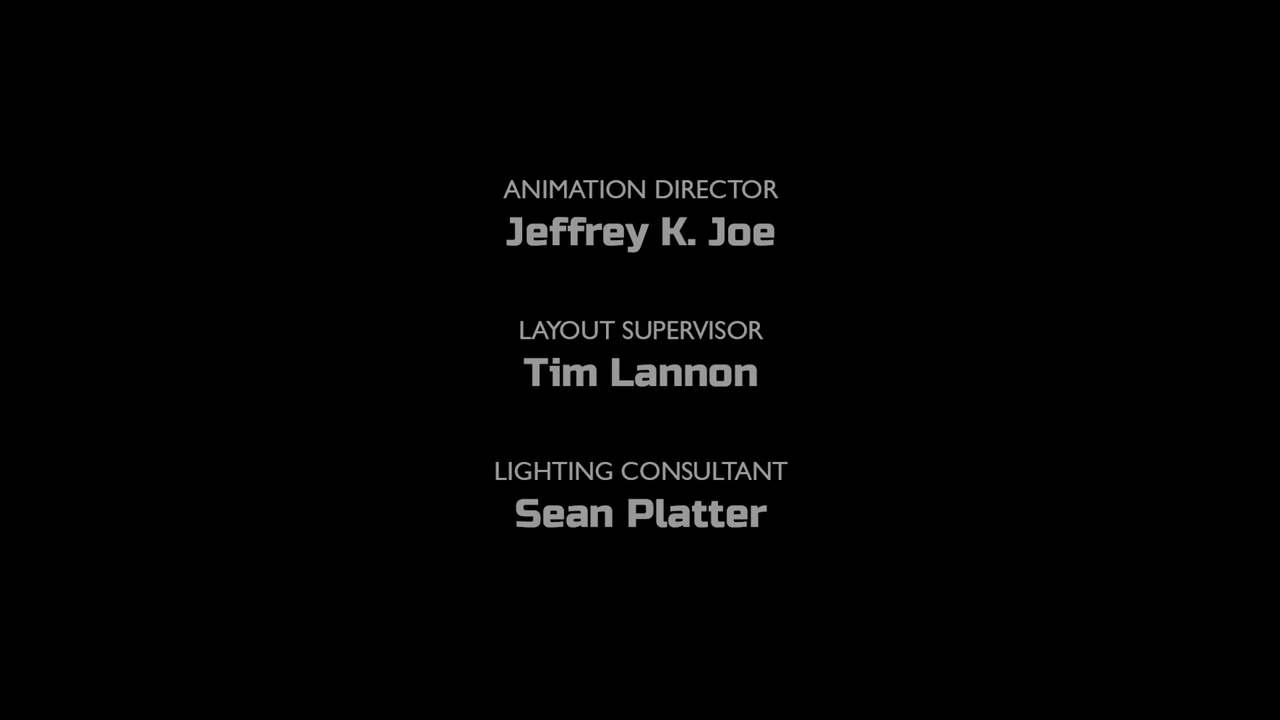 ANIMATION DIRECTOR
Jeffrey K. Joe
LAYOUT SUPERVISOR
Tim Lannon
LIGHTING CONSULTANT
Sean Platter